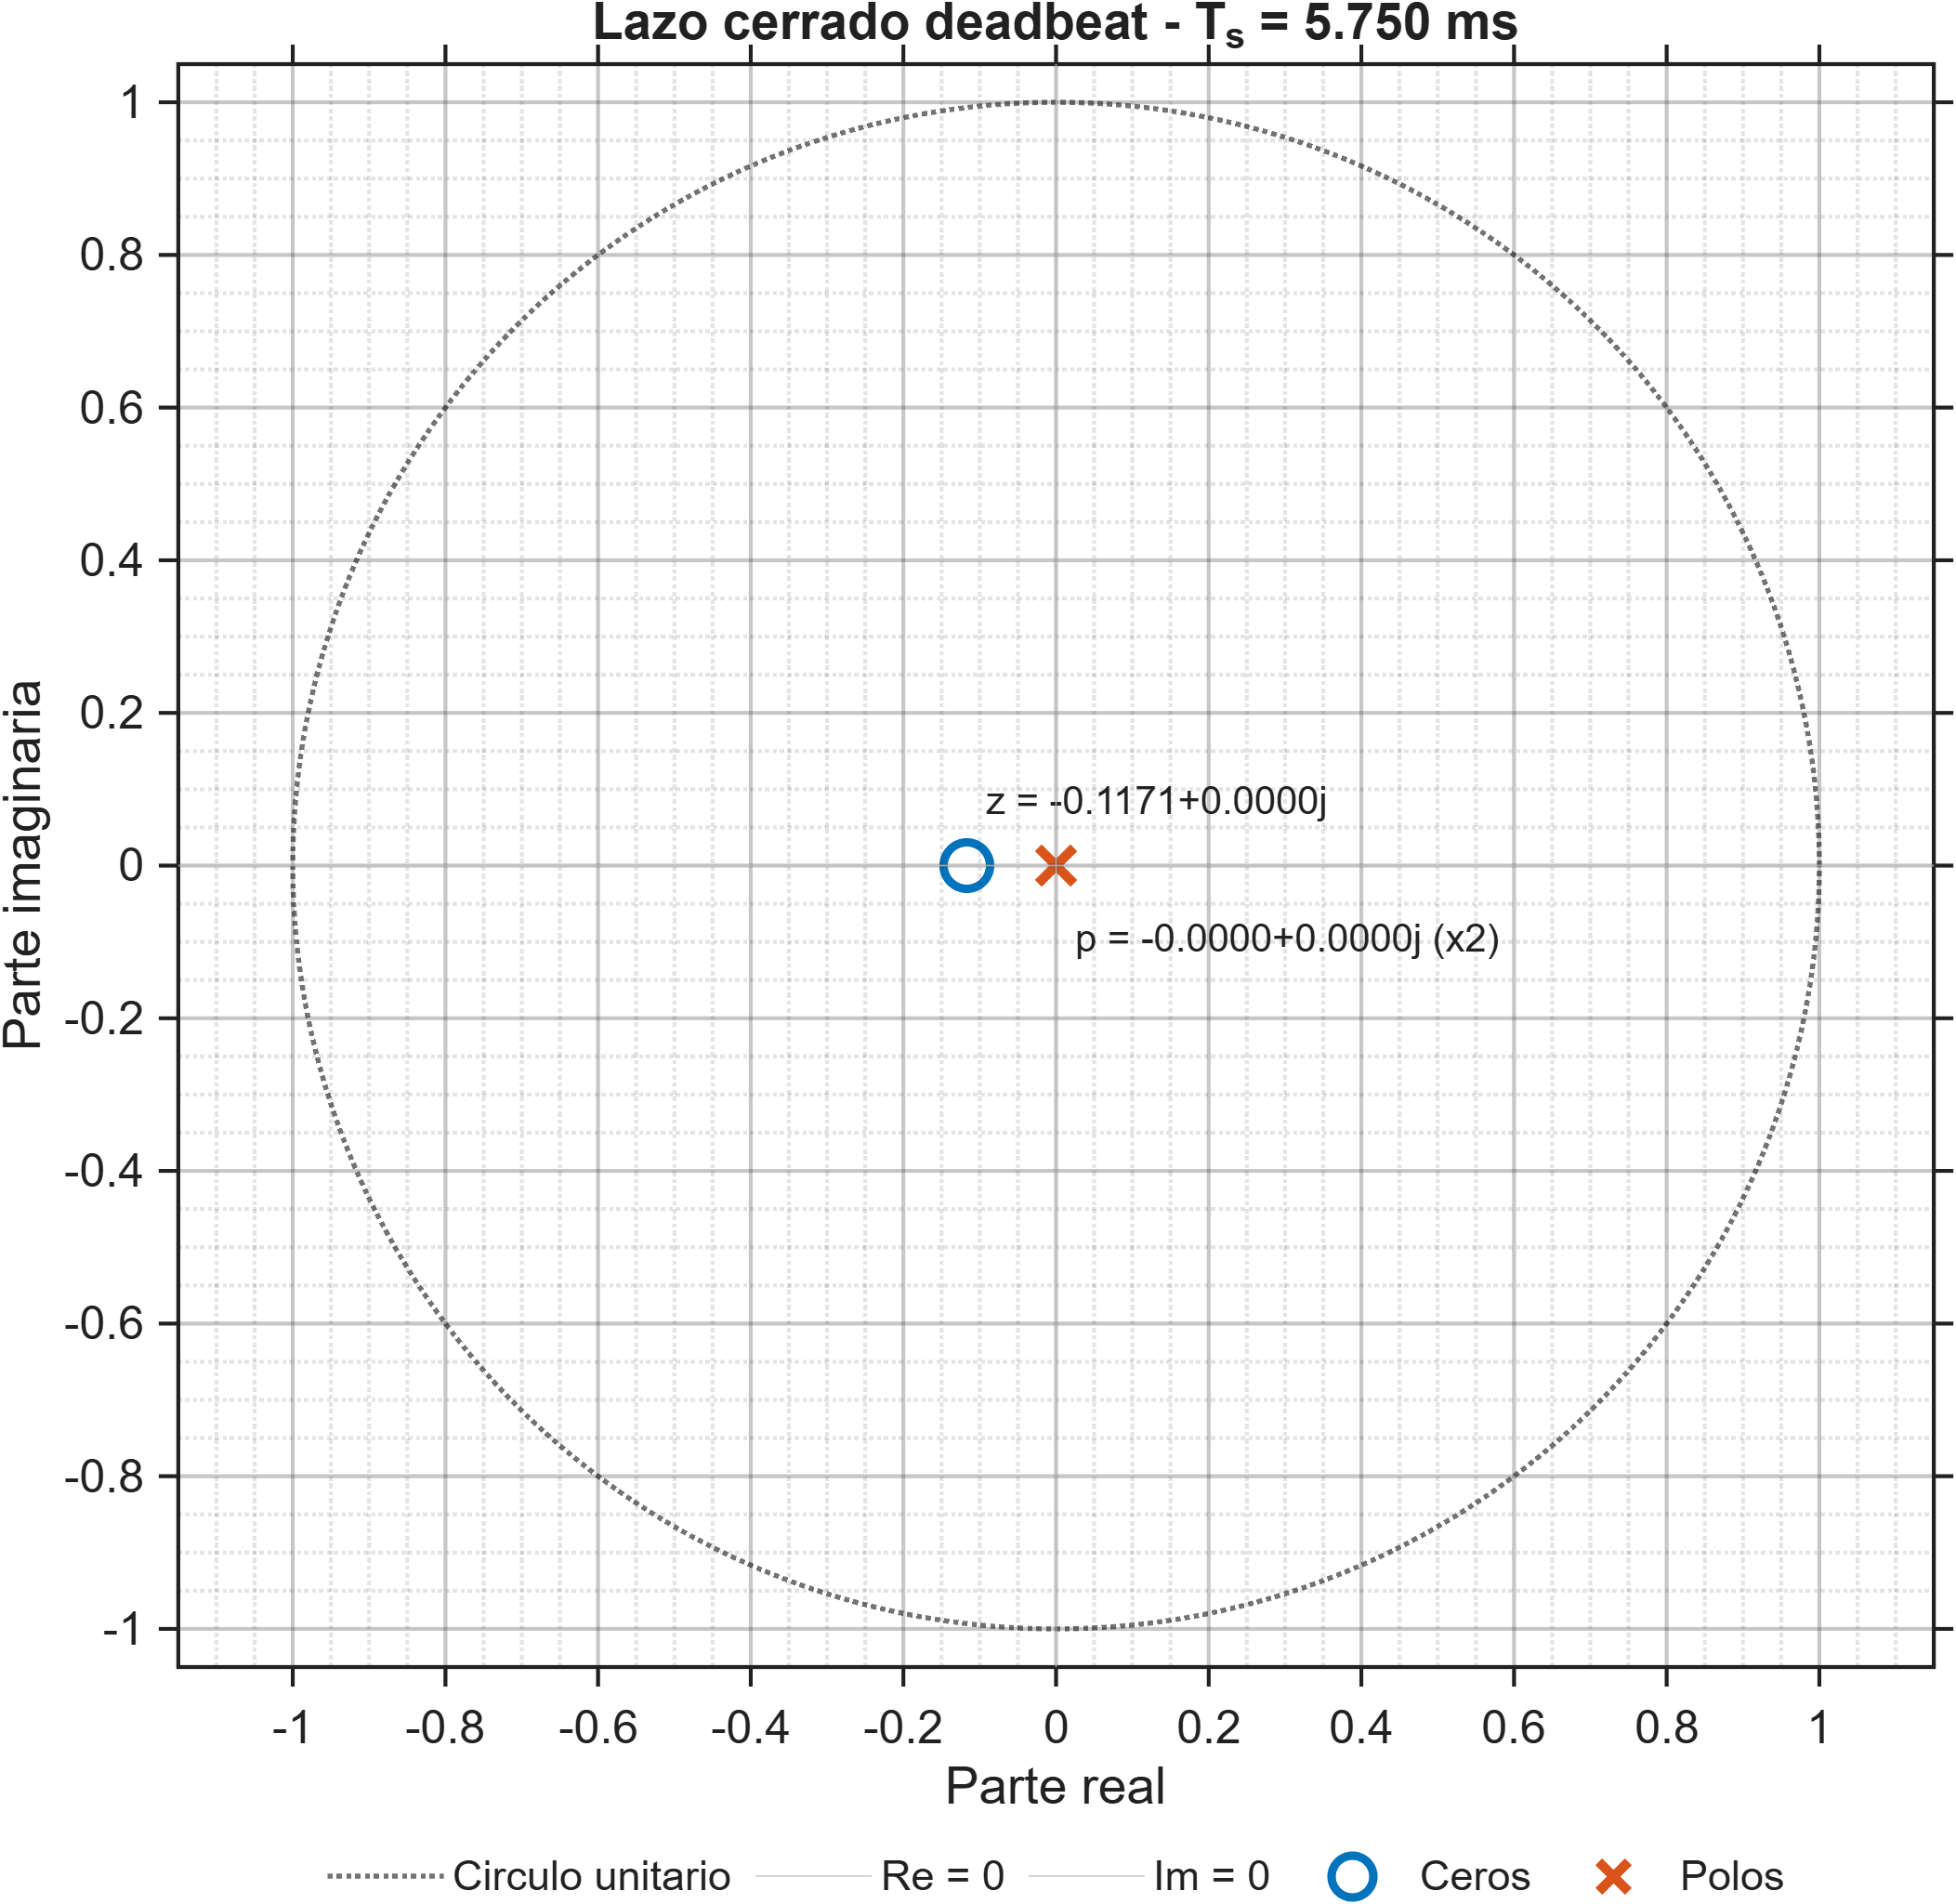 Lazo cerrado deadbeat - Ts = 5.750 ms
1
0.8
0.6
0.4
0.2
0
-0.2
-0.4
-0.6
-0.8
-1
Parte imaginaria
z = -0.1171+0.0000j
p = -0.0000+0.0000j (x2)
-1 -0.8 -0.6 -0.4 -0.2 0 0.2 0.4 0.6 0.8 1
Parte real
Circulo unitario Re = 0 Im = 0 Ceros Polos